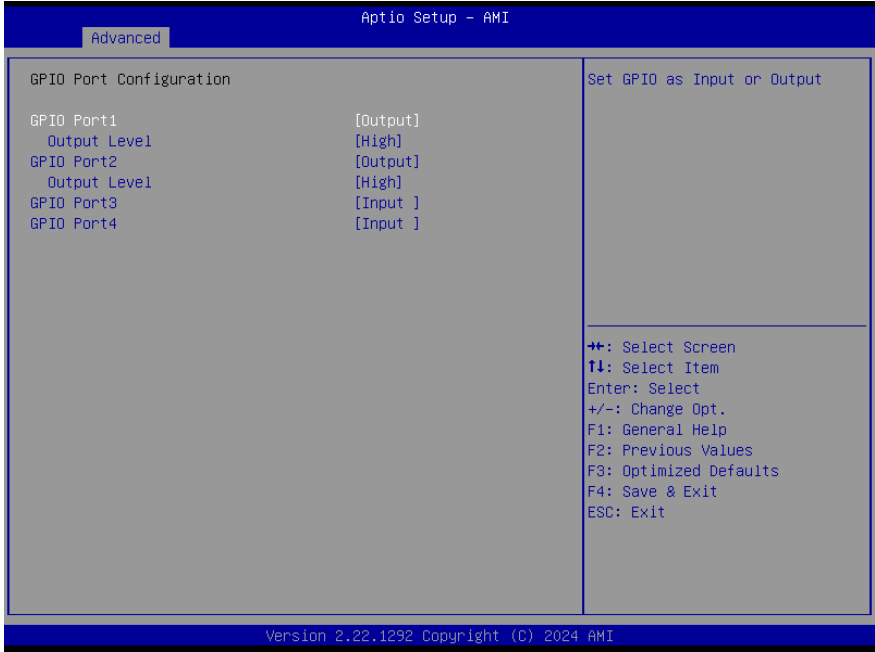 Aptio Setup – AMI
Advanced
GPIO Port Configuration
GPIO Port1 [Output]
Output Level [High]
GPIO Port2 [Output]
Output Level [High]
GPIO Port3 [Input ]
GPIO Port4 [Input ]
Set GPIO as Input or Output
→←: Select Screen
↑↓: Select Item
Enter: Select
+/-: Change Opt.
F1: General Help
F2: Previous Values
F3: Optimized Defaults
F4: Save & Exit
ESC: Exit
Version 2.22.1292 Copyright (C) 2024 AMI